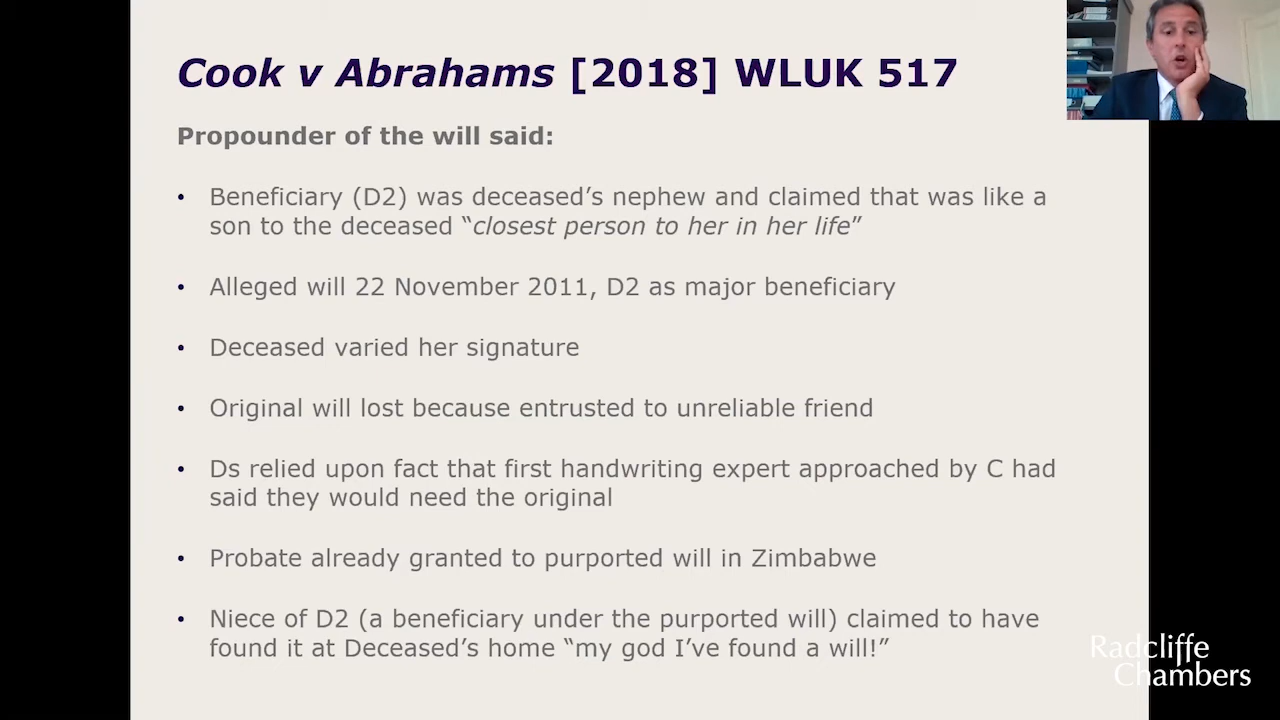 Cook v Abrahams [2018] WLUK 517
Propounder of the will said:
• Beneficiary (D2) was deceased’s nephew and claimed that was like a
son to the deceased “closest person to her in her life”
• Alleged will 22 November 2011, D2 as major beneficiary
• Deceased varied her signature
• Original will lost because entrusted to unreliable friend
• Ds relied upon fact that first handwriting expert approached by C had
said they would need the original
• Probate already granted to purported will in Zimbabwe
• Niece of D2 (a beneficiary under the purported will) claimed to have
found it at Deceased’s home “my god I’ve found a will!”
Radcliffe
Chambers